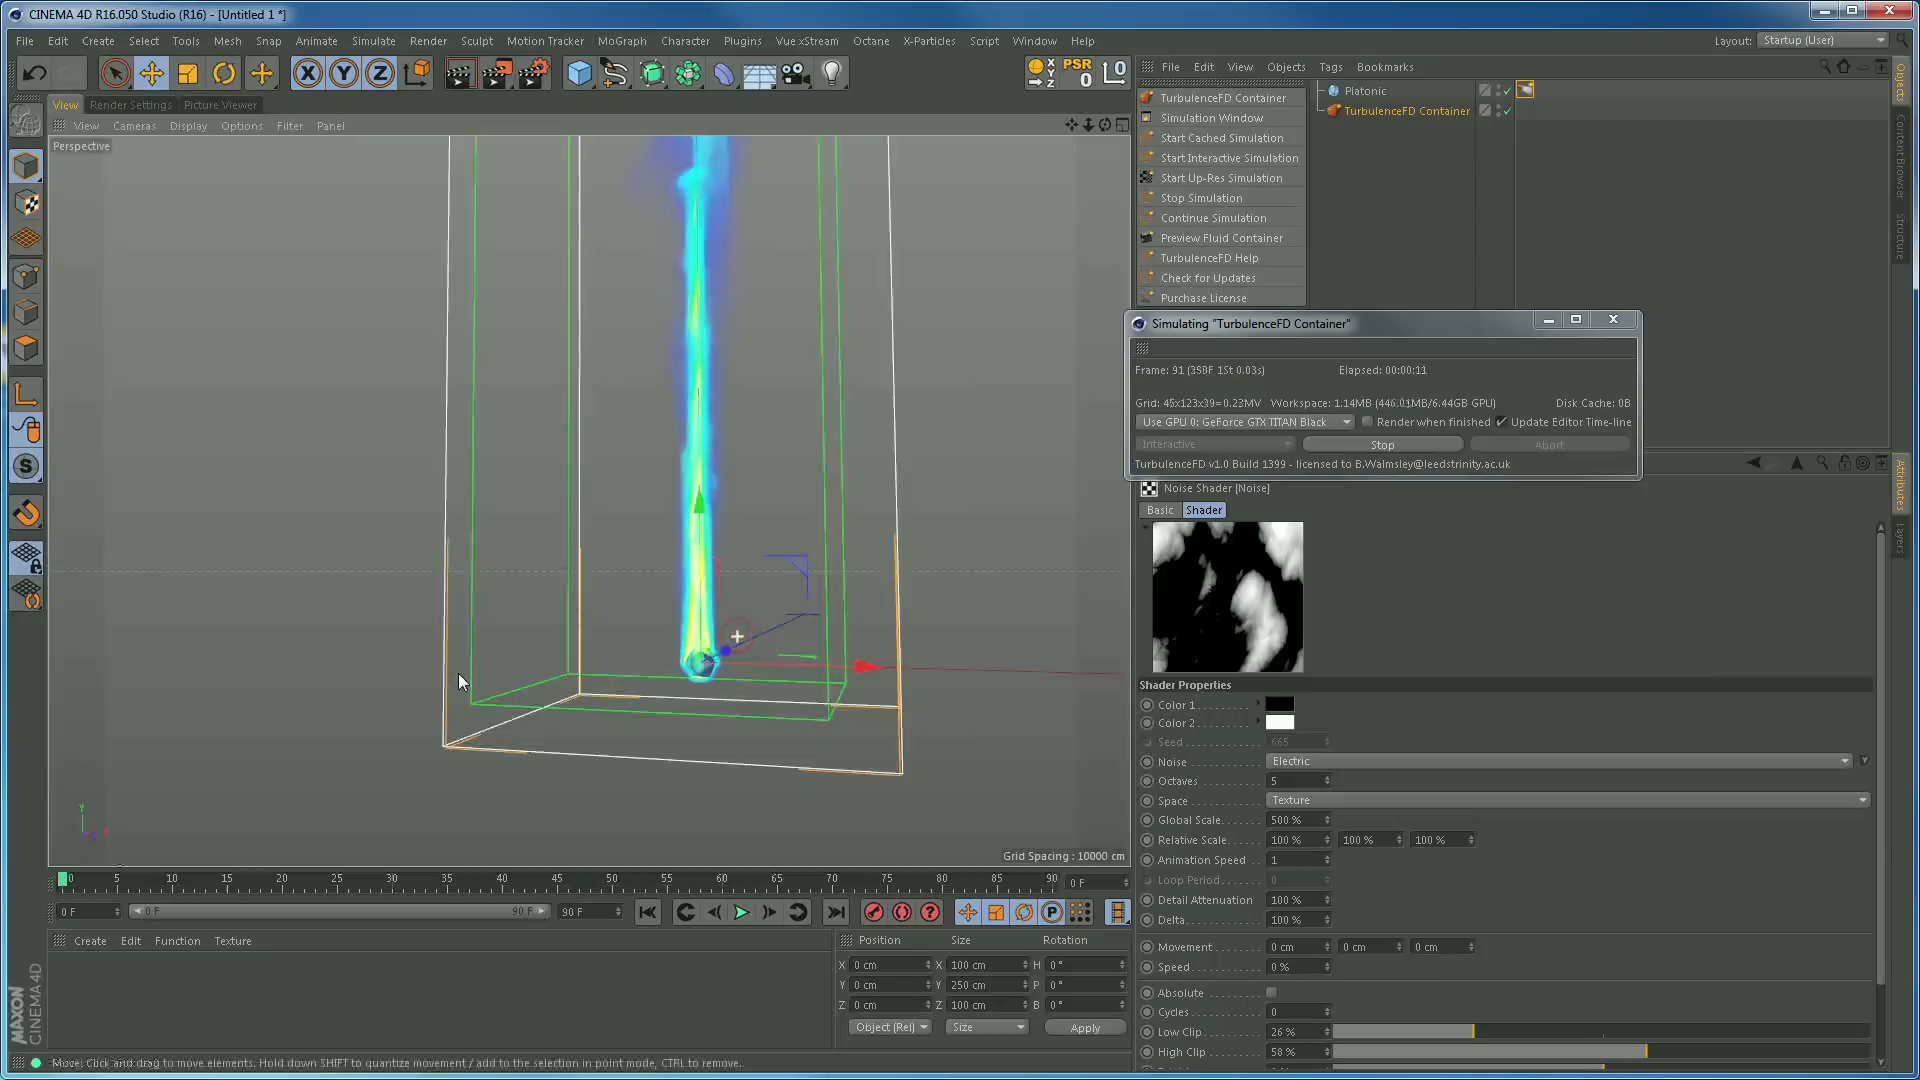 CINEMA 4D R16.050 Studio (R16) - [Untitled 1 *]
File Edit Create Select Tools Mesh Snap Animate Simulate Render Sculpt Motion Tracker MoGraph Character Plugins Vue xStream Octane X-Particles Script Window Help
Layout: Startup (User)
X Y Z
X Y Z PSR 0 0
File Edit View Objects Tags Bookmarks
View Render Settings Picture Viewer
View Cameras Display Options Filter Panel
Perspective
TurbulenceFD Container
Simulation Window
Start Cached Simulation
Start Interactive Simulation
Start Up-Res Simulation
Stop Simulation
Continue Simulation
Preview Fluid Container
TurbulenceFD Help
Check for Updates
Purchase License
Platonic
TurbulenceFD Container
Objects
Content Browser
Structure
Simulating "TurbulenceFD Container"
Elapsed: 00:00:11
Grid: 45x123x39=0.22MV Workspace: 1.14MB Disk Cache: 0B
Use GPU 0: GeForce GTX TITAN Black Render when finished Update Editor Time-line
Interactive Stop Abort
TurbulenceFD v1.0 Build 1399 - licensed to B.Walmsley@leedstrinity.ac.uk
Attributes
Layers
Noise Shader [Noise]
Basic Shader
Shader Properties
Color 1
Color 2
Seed 665
Noise Electric
Octaves 5
Space Texture
Global Scale 500 %
Relative Scale 100 % 100 % 100 %
Animation Speed 1
Loop Period 0
Detail Attenuation 100 %
Delta 100 %
Movement 0 cm 0 cm 0 cm
Speed 0 %
Absolute
Cycles 0
Low Clip 26 %
High Clip 58 %
Y
Grid Spacing : 10000 cm
0 5 10 15 20 25 30 35 40 45 50 55 60 65 70 75 80 85 90 0 F
0 F 0 F 90 F 90 F
Create Edit Function Texture
Position Size Rotation
X 0 cm X 100 cm H 0 °
Y 0 cm Y 250 cm P 0 °
Z 0 cm Z 100 cm B 0 °
Object (Rel) Size Apply
MAXON CINEMA 4D
Move: Click and drag to move elements. Hold down SHIFT to quantize movement / add to the selection in point mode, CTRL to remove.